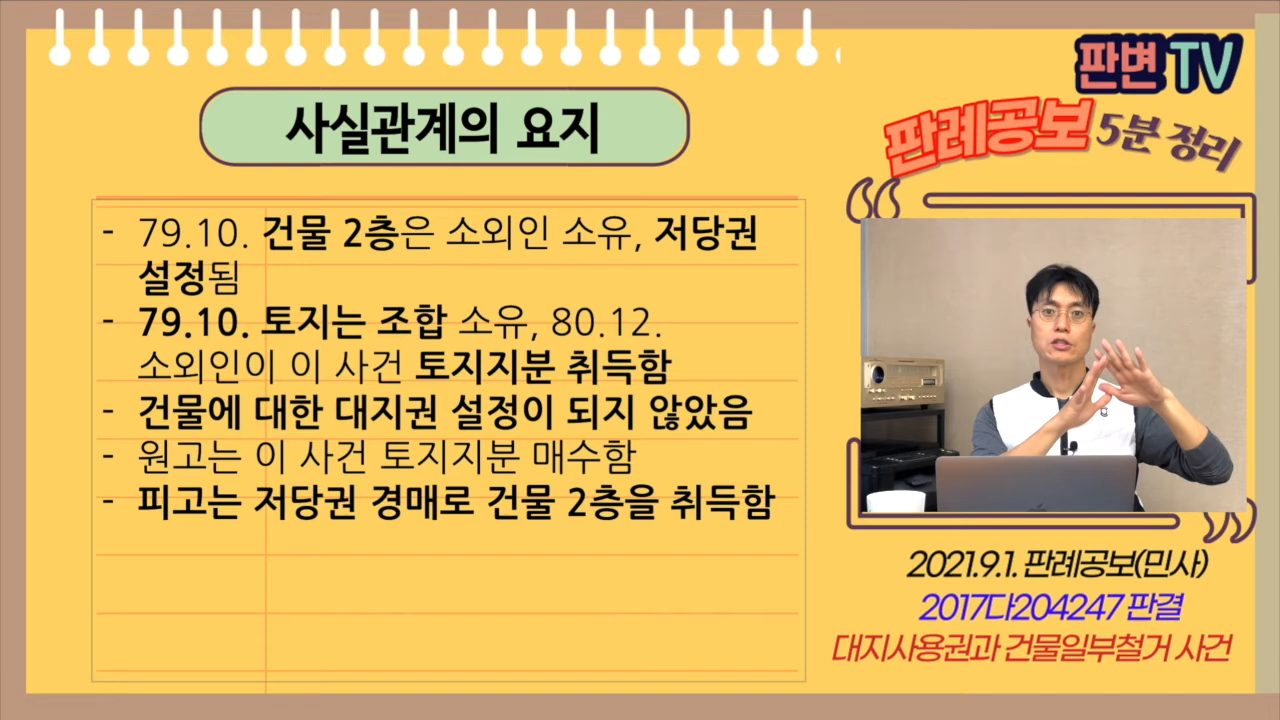 판변 TV
판례공보 5분 정리
사실관계의 요지
- 79.10. 건물 2층은 소외인 소유, 저당권
설정됨
- 79.10. 토지는 조합 소유, 80.12.
소외인이 이 사건 토지지분 취득함
- 건물에 대한 대지권 설정이 되지 않았음
- 원고는 이 사건 토지지분 매수함
- 피고는 저당권 경매로 건물 2층을 취득함
2021.9.1. 판례공보(민사)
2017다204247 판결
대지사용권과 건물일부철거 사건